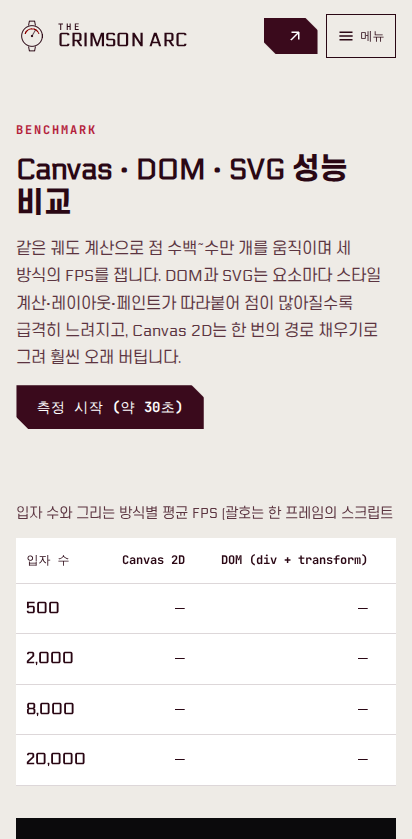 THE
CRIMSON ARC
메뉴
BENCHMARK
Canvas · DOM · SVG 성능
비교
같은 궤도 계산으로 점 수백~수만 개를 움직이며 세
방식의 FPS를 잽니다. DOM과 SVG는 요소마다 스타일
계산·레이아웃·페인트가 따라붙어 점이 많아질수록
급격히 느려지고, Canvas 2D는 한 번의 경로 채우기로
그려 훨씬 오래 버팁니다.
측정 시작 (약 30초)
입자 수와 그리는 방식별 평균 FPS (괄호는 한 프레임의 스크립트
입자 수 Canvas 2D DOM (div + transform)
500 — —
2,000 — —
8,000 — —
20,000 — —